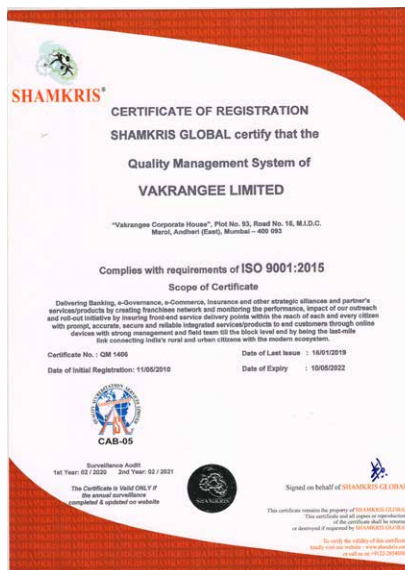 SHAMKRIS®
CERTIFICATE OF REGISTRATION
SHAMKRIS GLOBAL certify that the
Quality Management System of
VAKRANGEE LIMITED
"Vakrangee Corporate House", Plot No. 93, Road No. 16, M.I.D.C.
Marol, Andheri (East), Mumbai – 400 093
Complies with requirements of ISO 9001:2015
Scope of Certificate
Delivering Banking, e-Governance, e-Commerce, Insurance and other strategic alliances and partner's
services/products by creating franchisee network and monitoring the performance, impact of our outreach
and roll-out initiative by insuring front-end service delivery points within the reach of each and every citizen
with prompt, accurate, secure and reliable integrated services/products to end customers through online
devices with strong management and field team till the block level end by being the last-mile
link connecting India's rural and urban citizens with the modern ecosystem.
Certificate No. : QM 1406
Date of Last Issue : 16/01/2019
Date of Initial Registration: 11/05/2010
Date of Expiry : 10/05/2022
CAB-05
Surveillance Audit
1st Year: 02 / 2020 2nd Year: 02 / 2021
The Certificate is Valid ONLY if
the annual surveillance
completed & updated on website
SHAMKRIS
Signed on behalf of SHAMKRIS GLOBAL
This certificate remains the property of SHAMKRIS GLOBAL
This certificate and all copies or reproduction
of the certificate shall be returned
or destroyed if requested by SHAMKRIS GLOBAL
To verify the validity of this certificate
kindly visit our website : www.shamkris.com